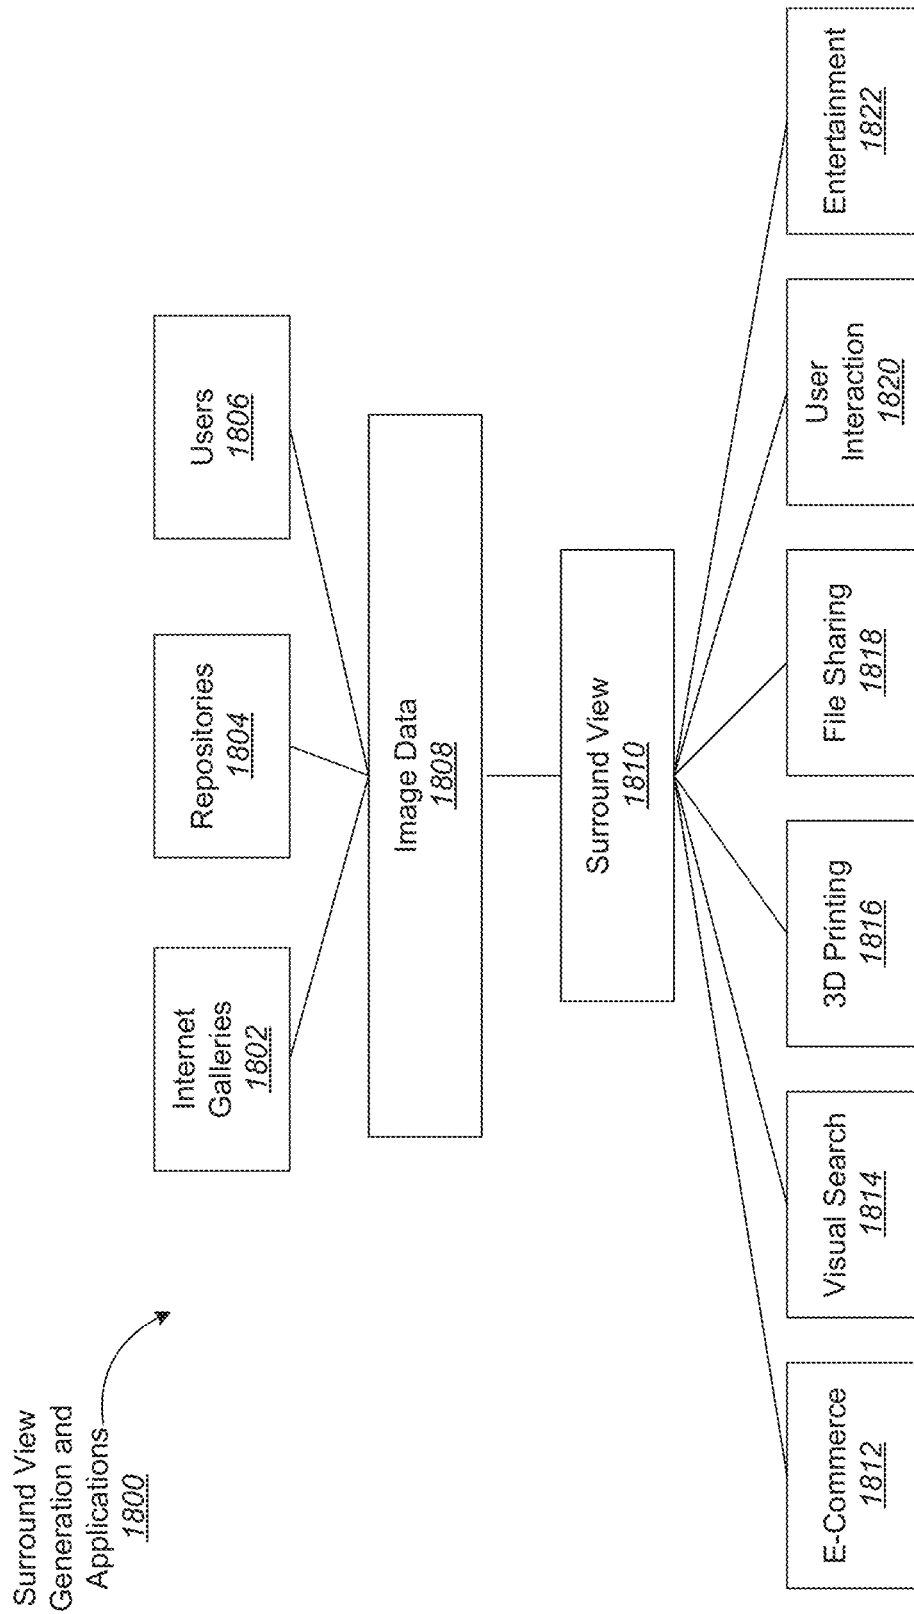 Surround View
Generation and
Applications
1800
Internet
Galleries
1802
Repositories
1804
Users
1806
Image Data
1808
Surround View
1810
E-Commerce
1812
Visual Search
1814
3D Printing
1816
File Sharing
1818
User
Interaction
1820
Entertainment
1822